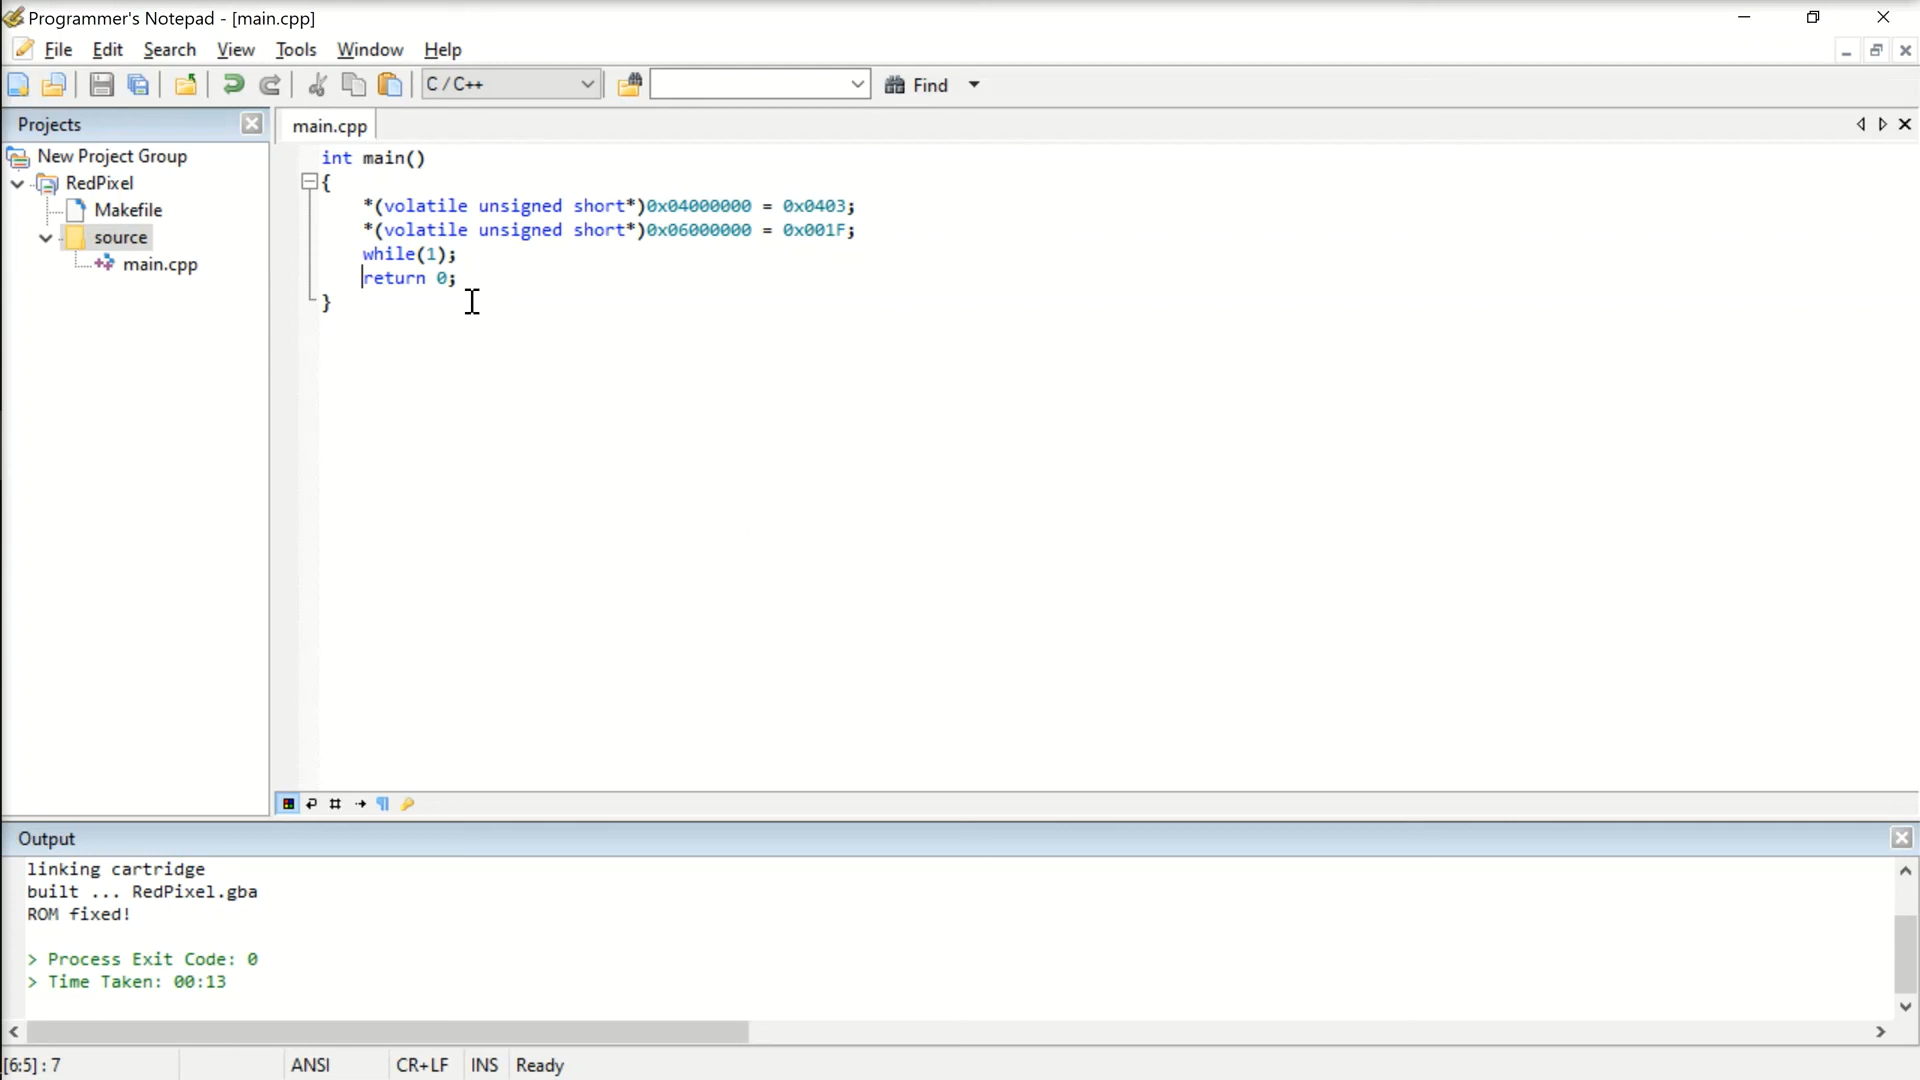 Programmer's Notepad - [main.cpp]
File Edit Search View Tools Window Help
C / C++ Find
Projects
New Project Group
RedPixel
Makefile
source
main.cpp
main.cpp
int main()
{
*(volatile unsigned short*)0x04000000 = 0x0403;
*(volatile unsigned short*)0x06000000 = 0x001F;
while(1);
return 0;
}
Output
linking cartridge
built ... RedPixel.gba
ROM fixed!
> Process Exit Code: 0
> Time Taken: 00:13
[6:5] : 7 ANSI CR+LF INS Ready